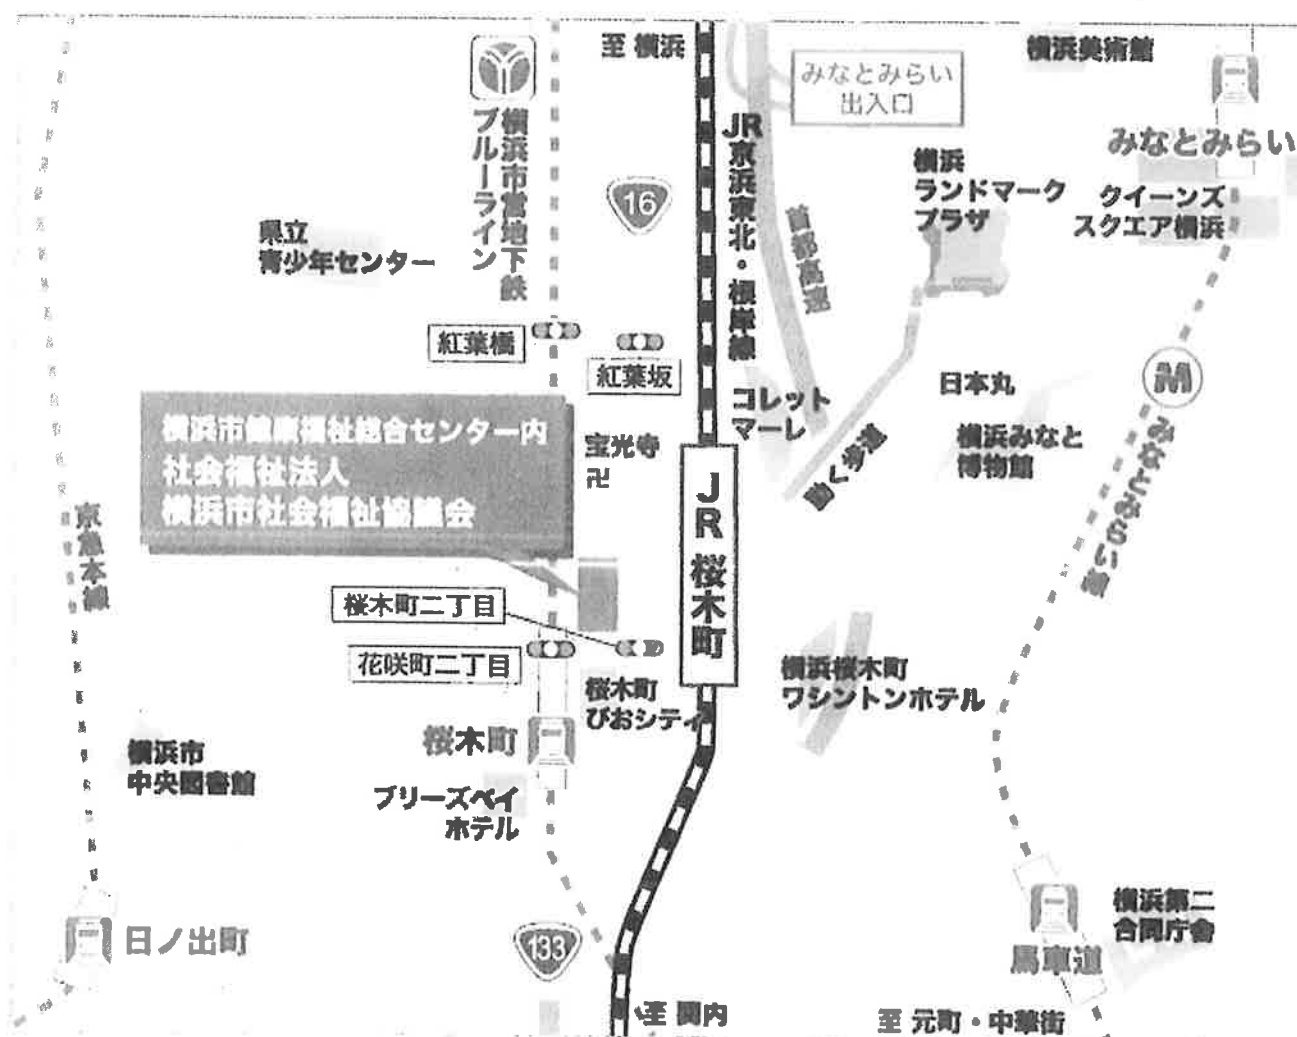 至 横浜
みなとみらい
出入口
横浜美術館
みなとみらい
クイーンズ
スクエア横浜
横浜
ランドマーク
プラザ
横浜市営地下鉄
ブルーライン
16
JR京浜東北・根岸線
首都高速
県立
青少年センター
紅葉橋
紅葉坂
コレット
マーレ
日本丸
M
横浜みなと
博物館
みなとみらい線
動く歩道
横浜市健康福祉総合センター内
社会福祉法人
横浜市社会福祉協議会
宝光寺
卍
JR 桜木町
京急本線
桜木町二丁目
花咲町二丁目
桜木町
ぴおシティ
横浜桜木町
ワシントンホテル
桜木町
横浜市
中央図書館
ブリーズベイ
ホテル
日ノ出町
133
横浜第二
合同庁舎
馬車道
至 関内
至 元町・中華街